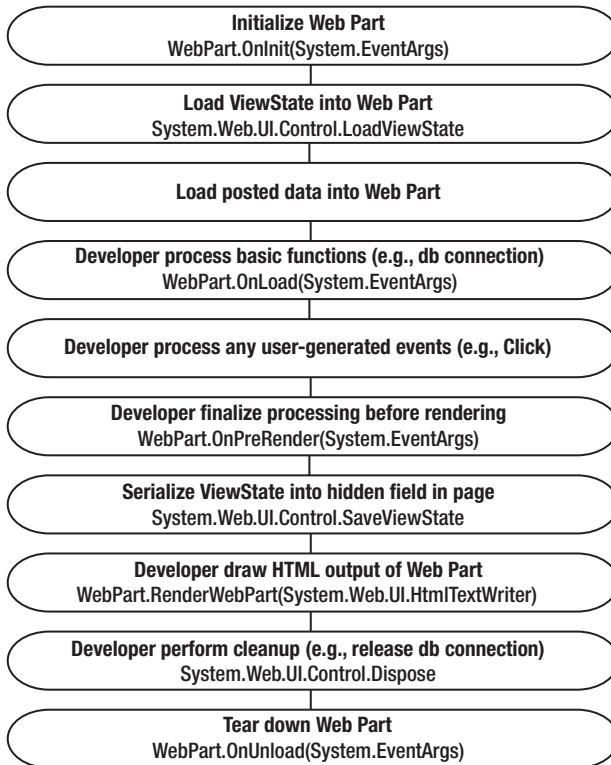 Initialize Web Part
WebPart.OnInit(System.EventArgs)
Load ViewState into Web Part
System.Web.UI.Control.LoadViewState
Load posted data into Web Part
Developer process basic functions (e.g., db connection)
WebPart.OnLoad(System.EventArgs)
Developer process any user-generated events (e.g., Click)
Developer finalize processing before rendering
WebPart.OnPreRender(System.EventArgs)
Serialize ViewState into hidden field in page
System.Web.UI.Control.SaveViewState
Developer draw HTML output of Web Part
WebPart.RenderWebPart(System.Web.UI.HtmlTextWriter)
Developer perform cleanup (e.g., release db connection)
System.Web.UI.Control.Dispose
Tear down Web Part
WebPart.OnUnload(System.EventArgs)